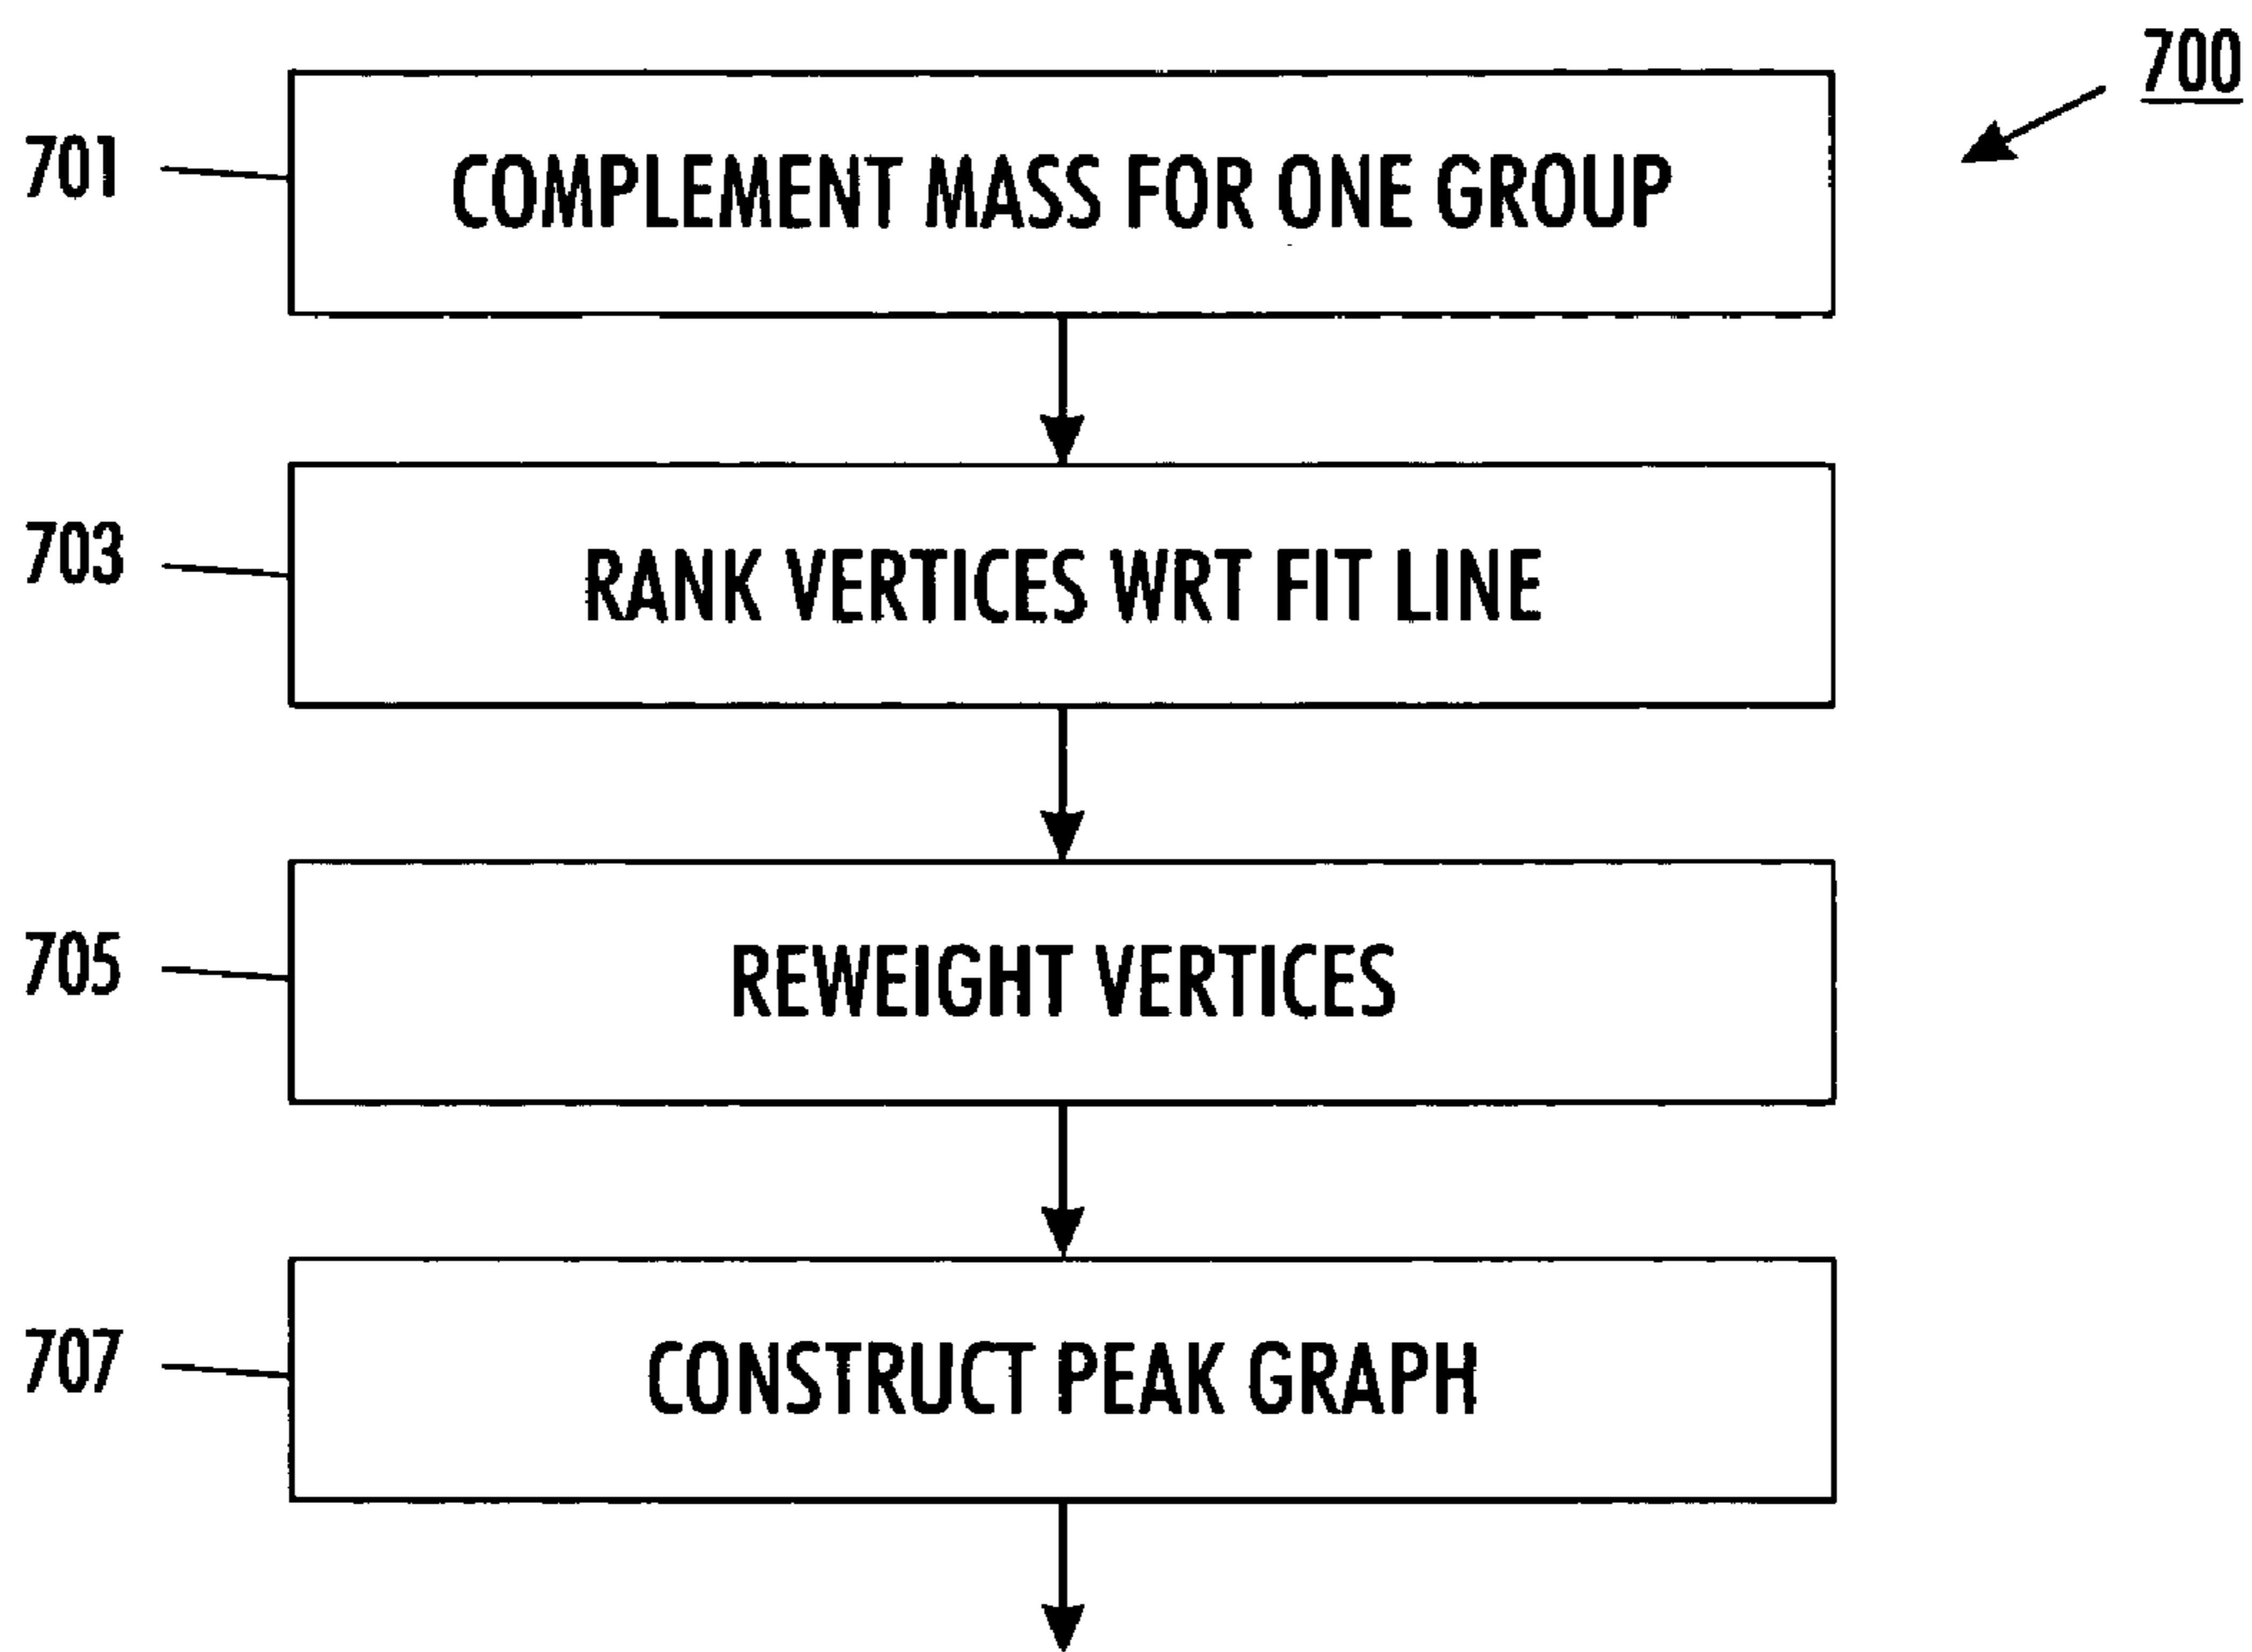 700
701
COMPLEMENT MASS FOR ONE GROUP
703
RANK VERTICES WRT FIT LINE
705
REWEIGHT VERTICES
707
CONSTRUCT PEAK GRAPH